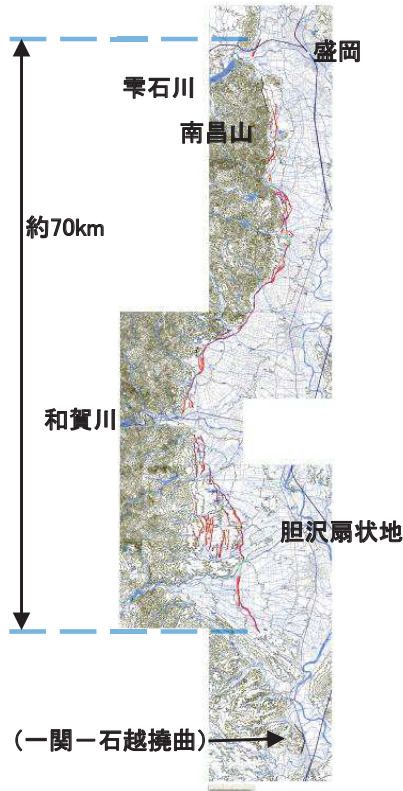 盛岡
雫石川
南昌山
約70km
和賀川
胆沢扇状地
(一関－石越撓曲)